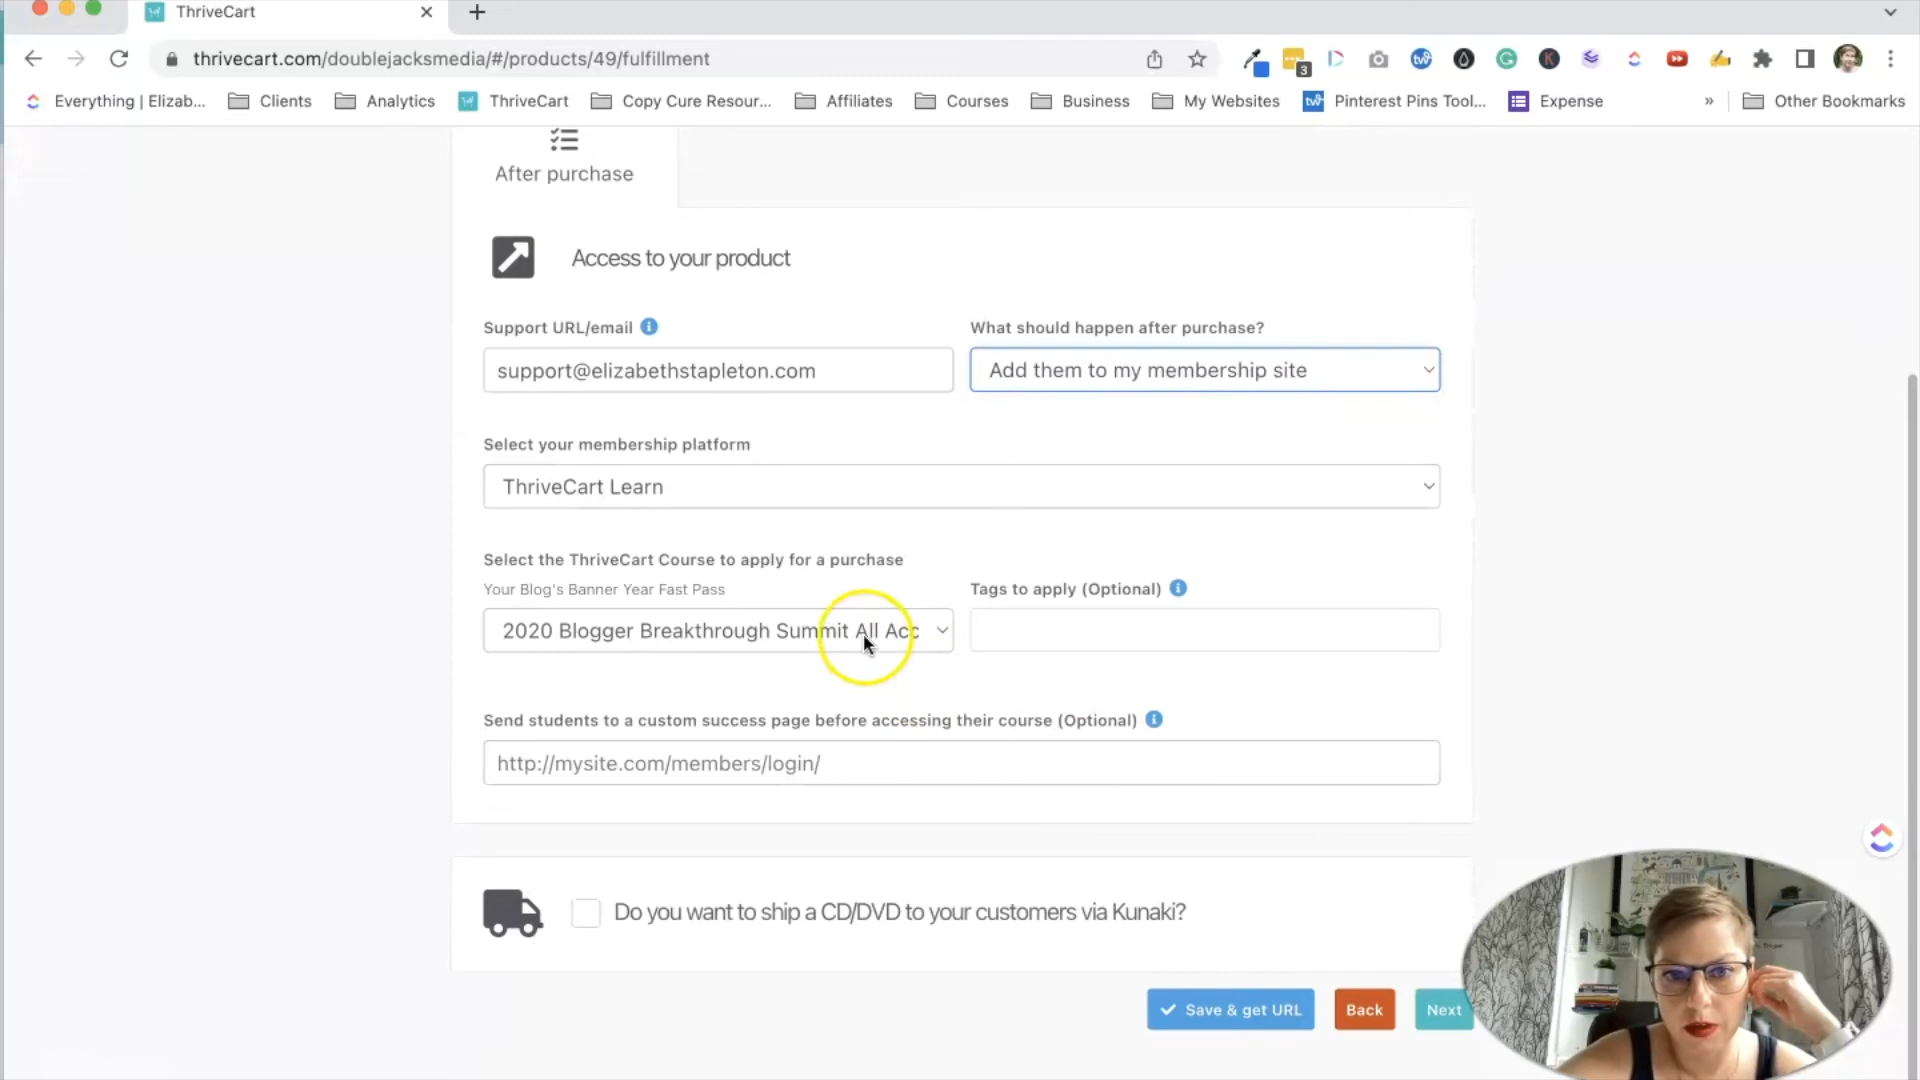 ThriveCart
thrivecart.com/doublejacksmedia/#/products/49/fulfillment
3
Everything | Elizab...
Clients
Analytics
ThriveCart
Copy Cure Resour...
Affiliates
Courses
Business
My Websites
Pinterest Pins Tool...
Expense
»
Other Bookmarks
After purchase
Access to your product
Support URL/email
What should happen after purchase?
support@elizabethstapleton.com
Add them to my membership site
Select your membership platform
ThriveCart Learn
Select the ThriveCart Course to apply for a purchase
Your Blog's Banner Year Fast Pass
Tags to apply (Optional)
2020 Blogger Breakthrough Summit All Acc
Send students to a custom success page before accessing their course (Optional)
http://mysite.com/members/login/
Do you want to ship a CD/DVD to your customers via Kunaki?
Save & get URL
Back
Next